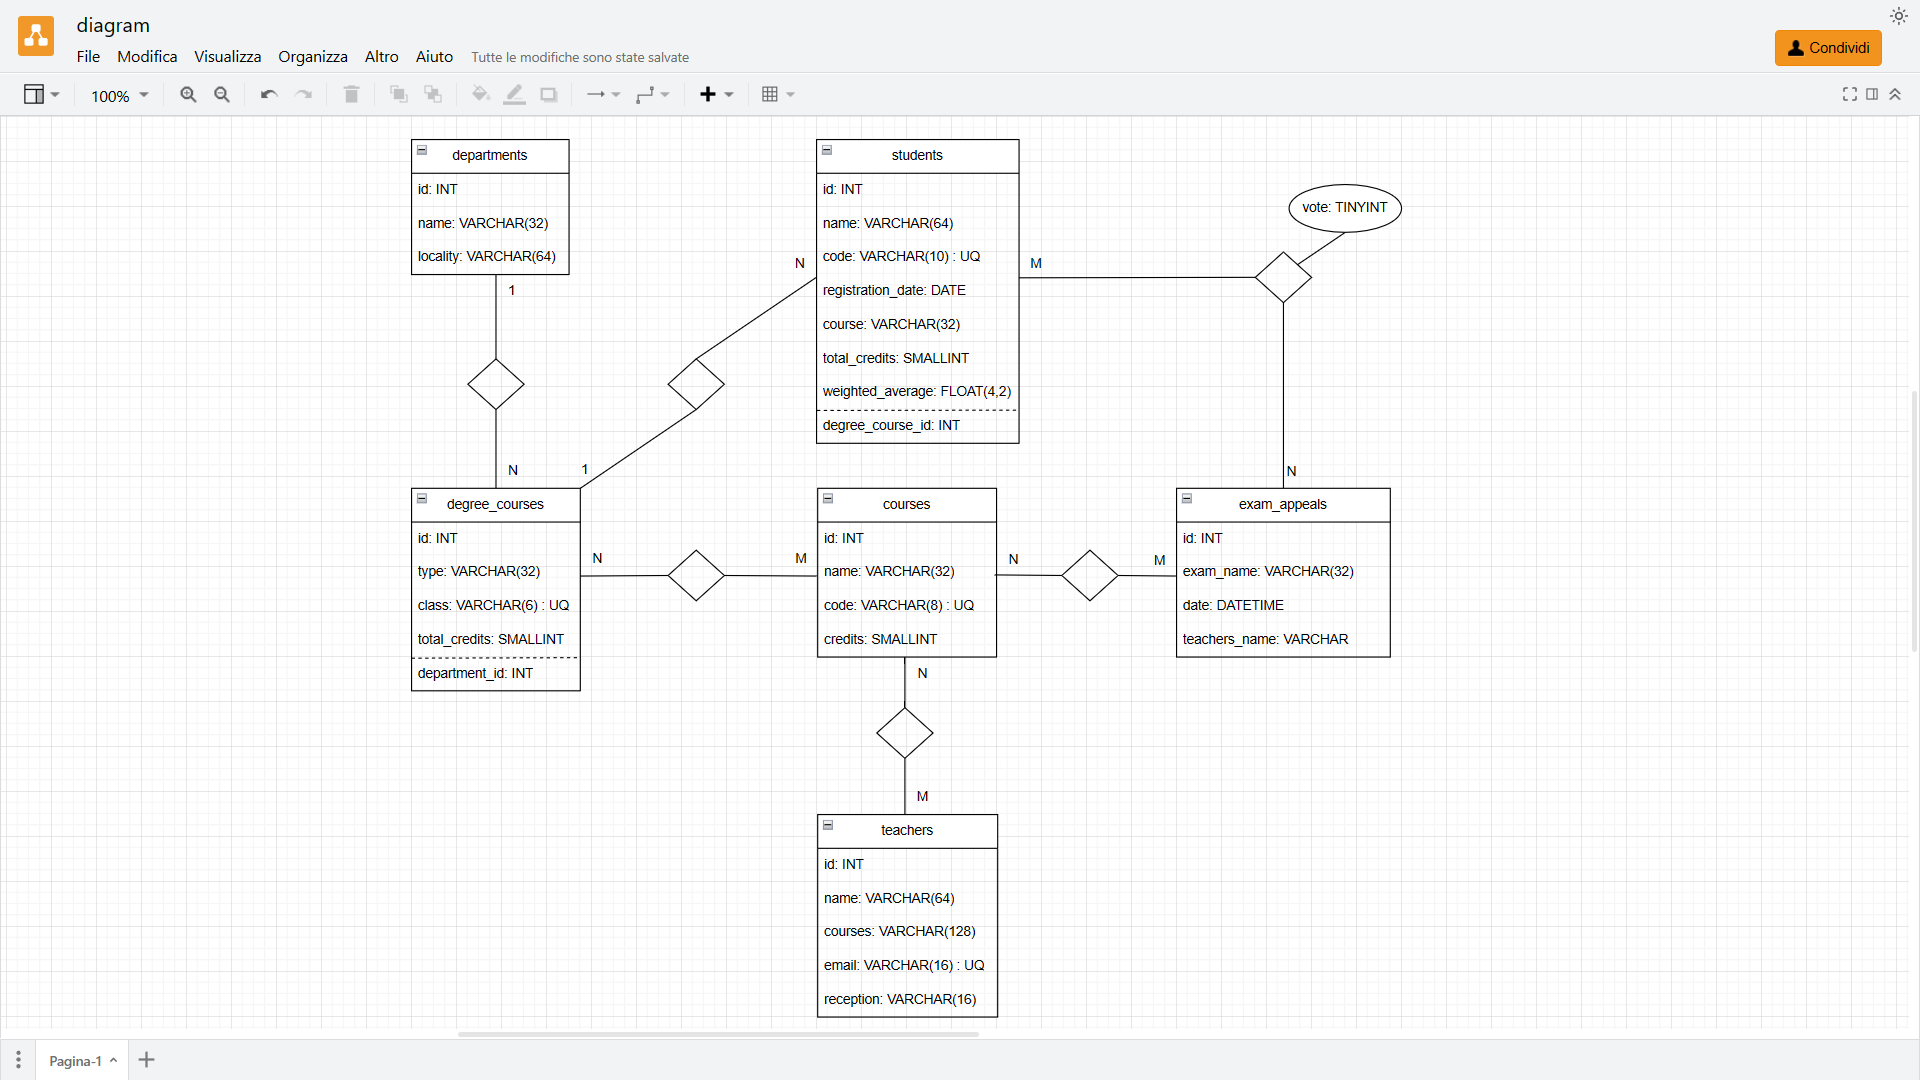 diagram
File Modifica Visualizza Organizza Altro Aiuto Tutte le modifiche sono state salvate
Condividi
100%
departments
id: INT
name: VARCHAR(32)
locality: VARCHAR(64)
1
N
students
id: INT
name: VARCHAR(64)
code: VARCHAR(10) : UQ
registration_date: DATE
course: VARCHAR(32)
total_credits: SMALLINT
weighted_average: FLOAT(4,2)
degree_course_id: INT
N
1
M
vote: TINYINT
N
degree_courses
id: INT
type: VARCHAR(32)
class: VARCHAR(6) : UQ
total_credits: SMALLINT
department_id: INT
N
M
courses
id: INT
name: VARCHAR(32)
code: VARCHAR(8) : UQ
credits: SMALLINT
N
M
exam_appeals
id: INT
exam_name: VARCHAR(32)
date: DATETIME
teachers_name: VARCHAR
N
M
teachers
id: INT
name: VARCHAR(64)
courses: VARCHAR(128)
email: VARCHAR(16) : UQ
reception: VARCHAR(16)
Pagina-1